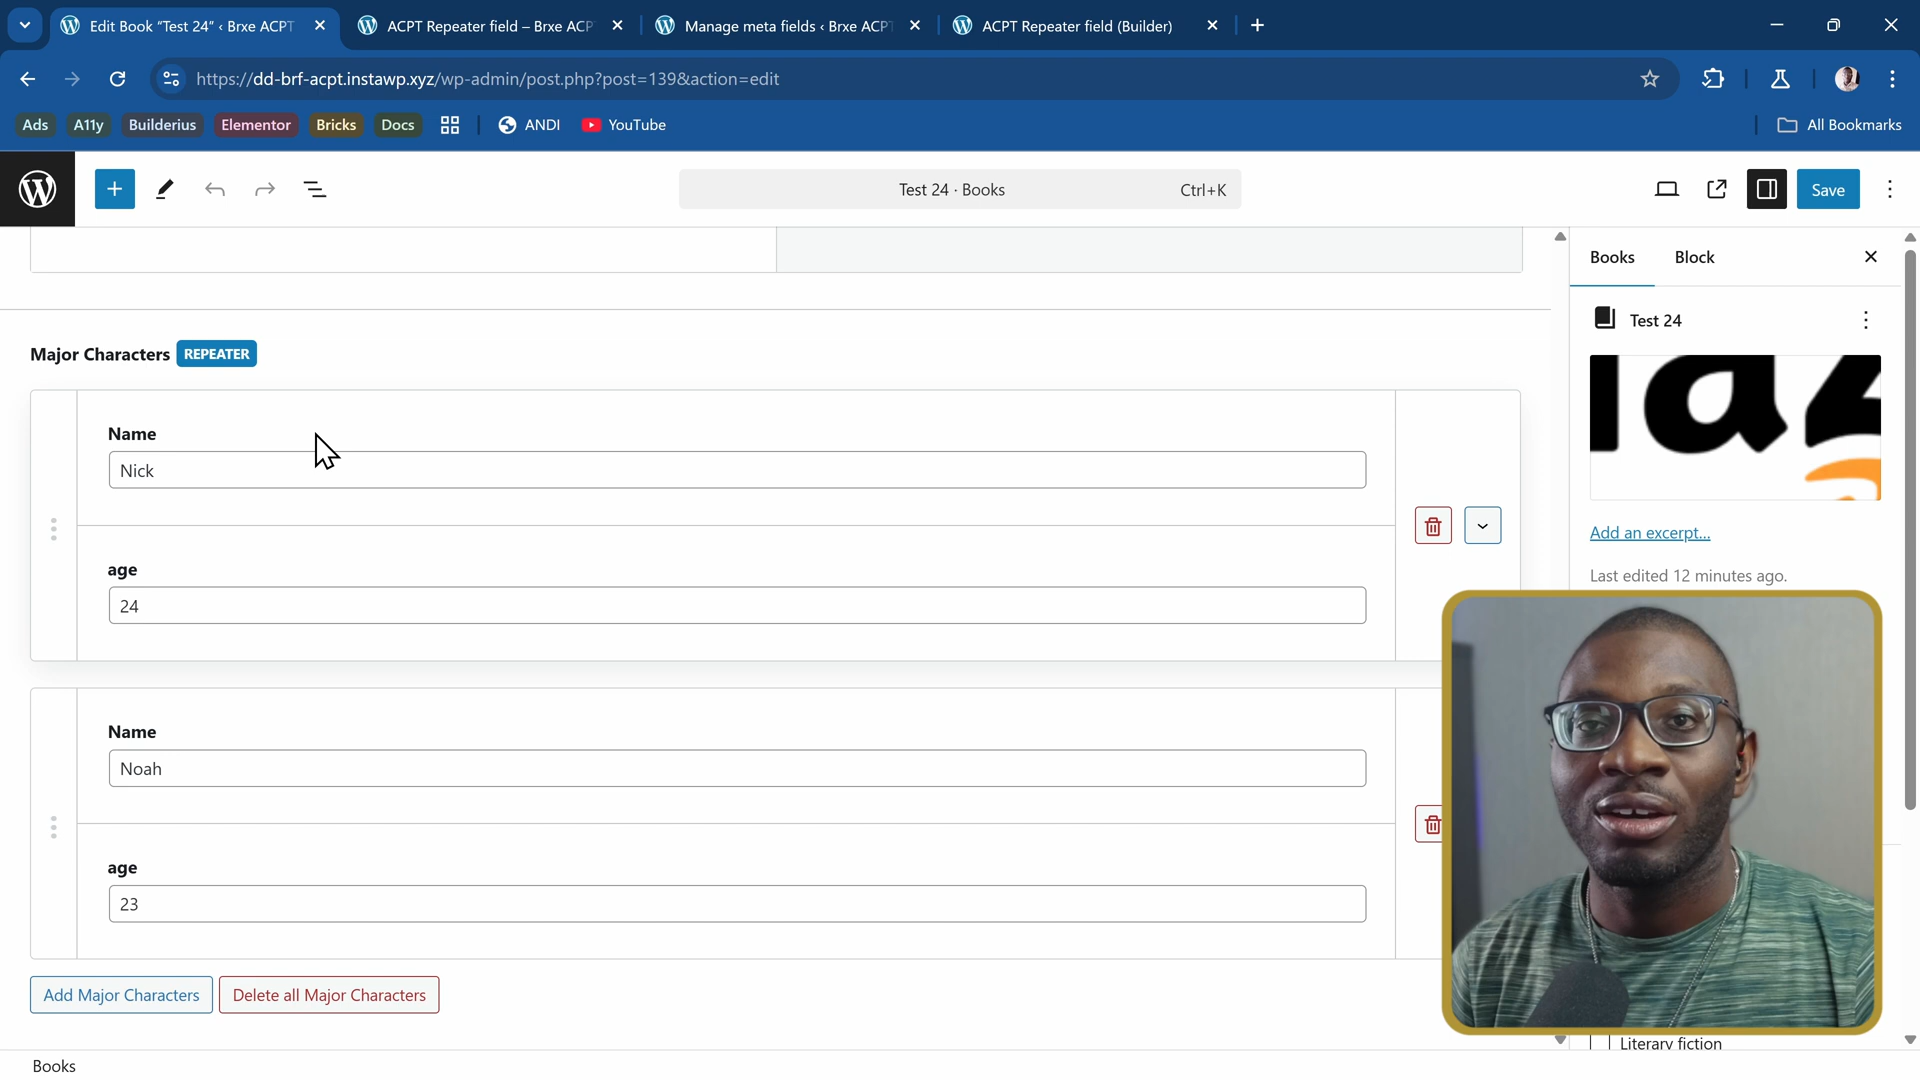 Edit Book “Test 24” ‹ Brxe ACPT
ACPT Repeater field – Brxe ACP
Manage meta fields ‹ Brxe ACPT
ACPT Repeater field (Builder)
https://dd-brf-acpt.instawp.xyz/wp-admin/post.php?post=139&action=edit
Ads
A11y
Builderius
Elementor
Bricks
Docs
ANDI
YouTube
All Bookmarks
Test 24 · Books
Ctrl+K
Save
Books
Block
Test 24
Add an excerpt...
Last edited 12 minutes ago.
Major Characters REPEATER
Name
Nick
age
24
Name
Noah
age
23
Add Major Characters
Delete all Major Characters
Literary fiction
Books